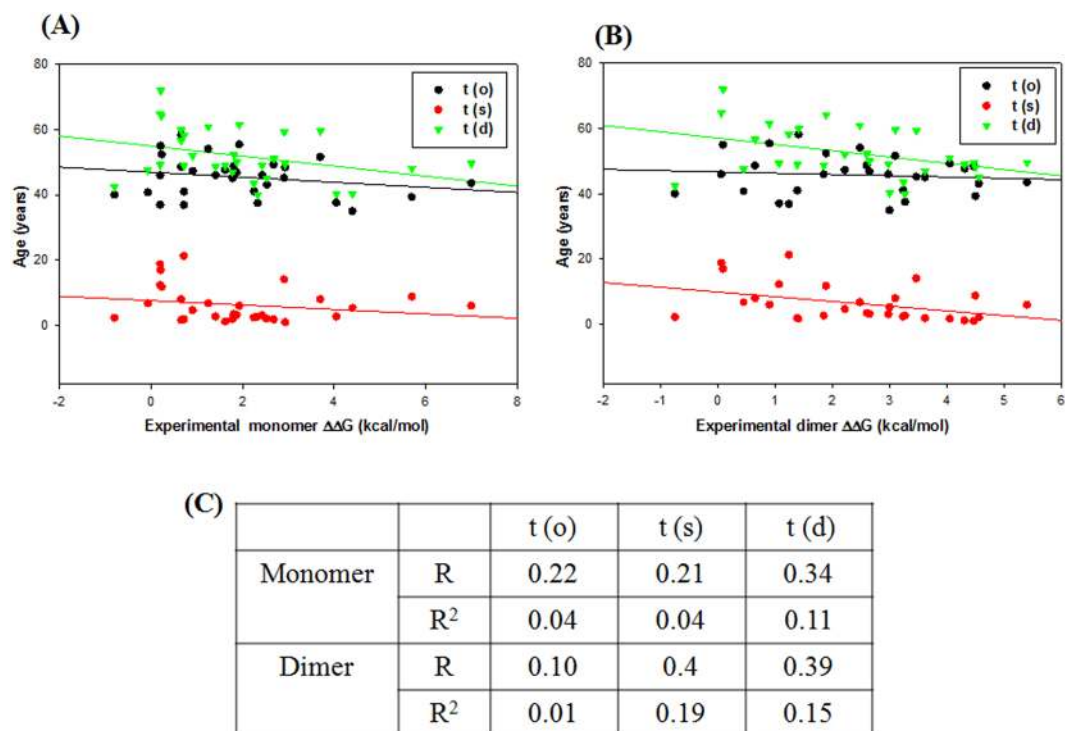 (A)
80
60
40
20
0
Age (years)
t (o)
t (s)
t (d)
-2 0 2 4 6 8
Experimental monomer ΔΔG (kcal/mol)
(B)
80
60
40
20
0
Age (years)
t (o)
t (s)
t (d)
-2 -1 0 1 2 3 4 5 6
Experimental dimer ΔΔG (kcal/mol)
(C)
t (o) t (s) t (d)
Monomer R 0.22 0.21 0.34
R² 0.04 0.04 0.11
Dimer R 0.10 0.4 0.39
R² 0.01 0.19 0.15